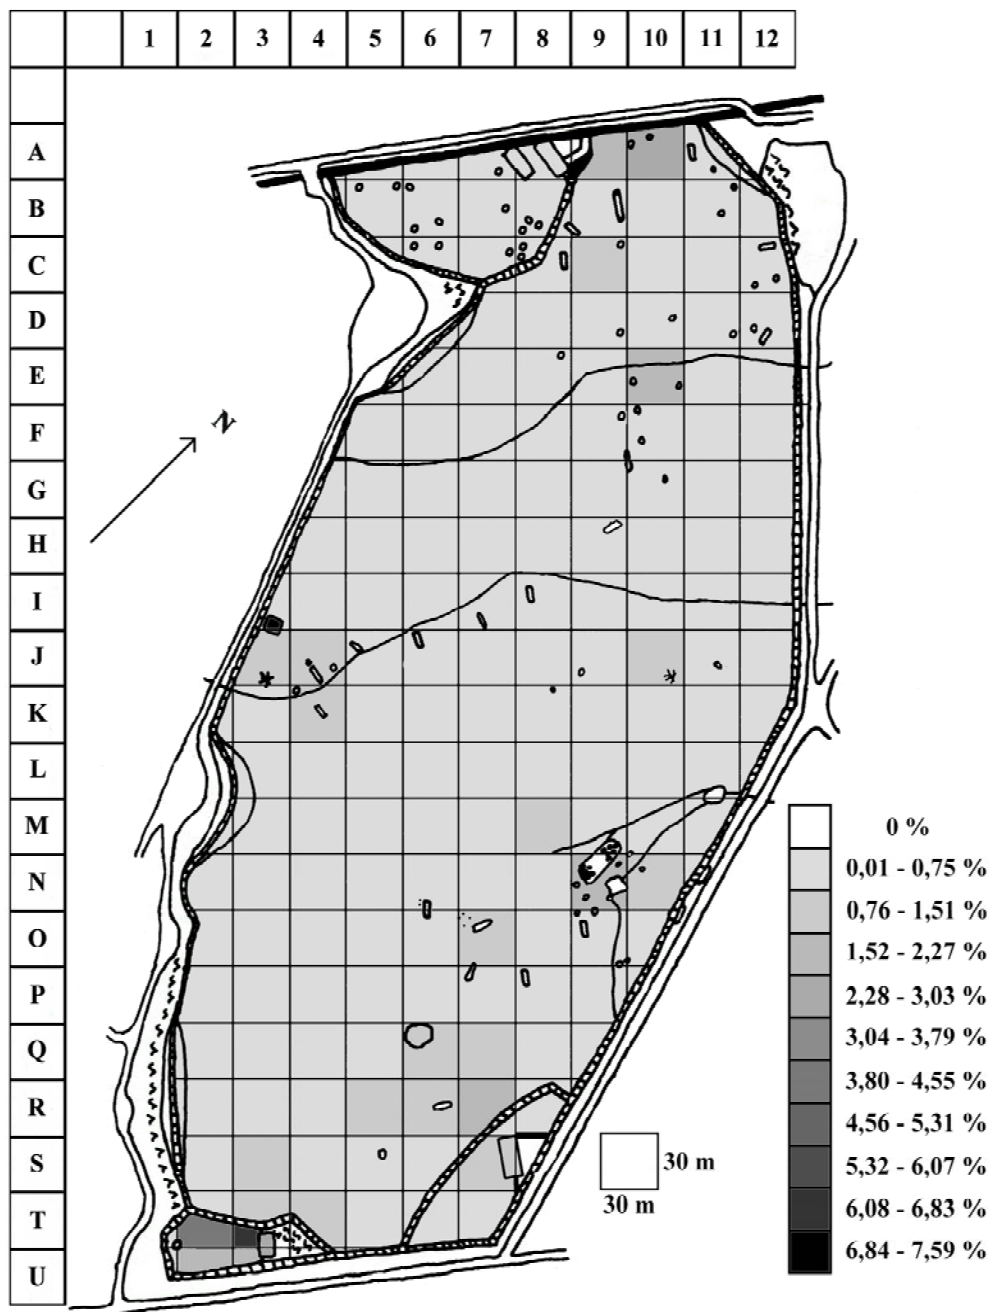 1 2 3 4 5 6 7 8 9 10 11 12
A
B
C
D
E
F
G
H
I
J
K
L
M
N
O
P
Q
R
S
T
U
N
0 %
0,01 - 0,75 %
0,76 - 1,51 %
1,52 - 2,27 %
2,28 - 3,03 %
3,04 - 3,79 %
3,80 - 4,55 %
4,56 - 5,31 %
5,32 - 6,07 %
6,08 - 6,83 %
6,84 - 7,59 %
30 m
30 m